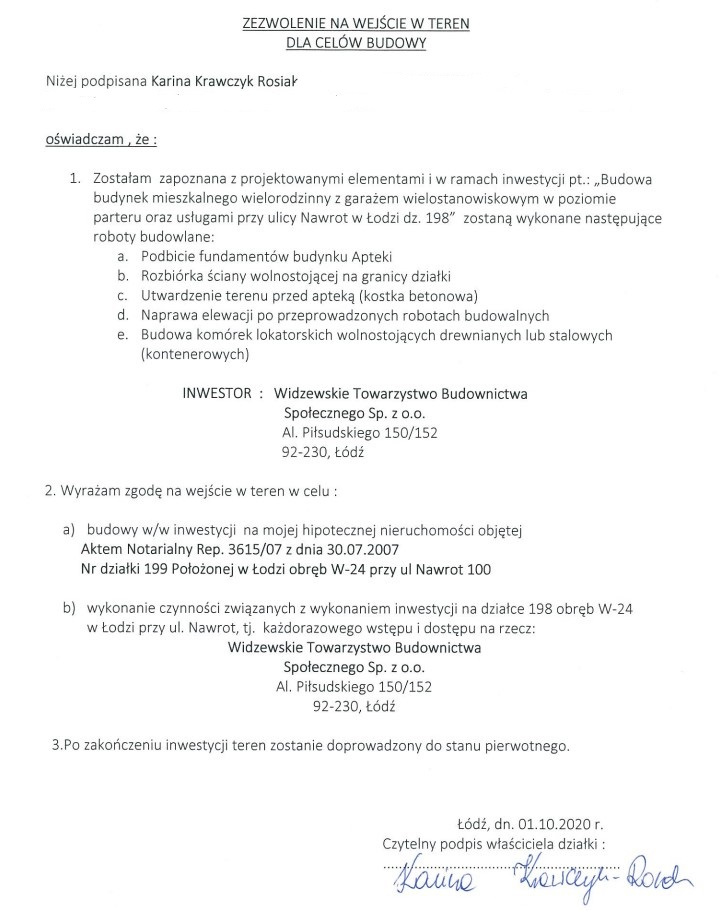 ZEZWOLENIE NA WEJŚCIE W TEREN
DLA CELÓW BUDOWY
Niżej podpisana Karina Krawczyk Rosiak
oświadczam , że :
1. Zostałam zapoznana z projektowanymi elementami i w ramach inwestycji pt.: „Budowa
budynek mieszkalnego wielorodzinny z garażem wielostanowiskowym w poziomie
parteru oraz usługami przy ulicy Nawrot w Łodzi dz. 198” zostaną wykonane następujące
roboty budowlane:
a. Podbicie fundamentów budynku Apteki
b. Rozbiórka ściany wolnostojącej na granicy działki
c. Utwardzenie terenu przed apteką (kostka betonowa)
d. Naprawa elewacji po przeprowadzonych robotach budowalnych
e. Budowa komórek lokatorskich wolnostojących drewnianych lub stalowych
(kontenerowych)
INWESTOR : Widzewskie Towarzystwo Budownictwa
Społecznego Sp. z o.o.
Al. Piłsudskiego 150/152
92-230, Łódź
2. Wyrażam zgodę na wejście w teren w celu :
a) budowy w/w inwestycji na mojej hipotecznej nieruchomości objętej
Aktem Notarialny Rep. 3615/07 z dnia 30.07.2007
Nr działki 199 Położonej w Łodzi obręb W-24 przy ul Nawrot 100
b) wykonanie czynności związanych z wykonaniem inwestycji na działce 198 obręb W-24
w Łodzi przy ul. Nawrot, tj. każdorazowego wstępu i dostępu na rzecz:
Widzewskie Towarzystwo Budownictwa
Społecznego Sp. z o.o.
Al. Piłsudskiego 150/152
92-230, Łódź
3.Po zakończeniu inwestycji teren zostanie doprowadzony do stanu pierwotnego.
Łódź, dn. 01.10.2020 r.
Czytelny podpis właściciela działki :
Karina Krawczyk-